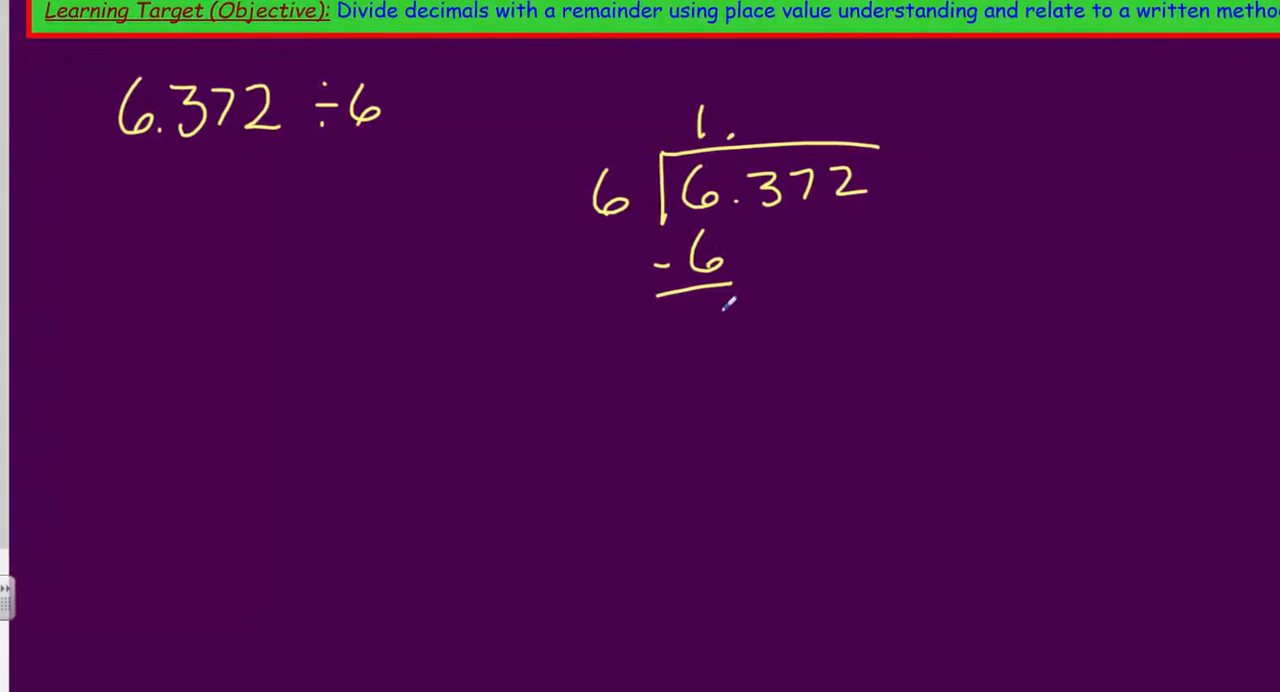 Learning Target (Objective): Divide decimals with a remainder using place value understanding and relate to a written metho
6.372 ÷ 6
1.
6 6.372
- 6